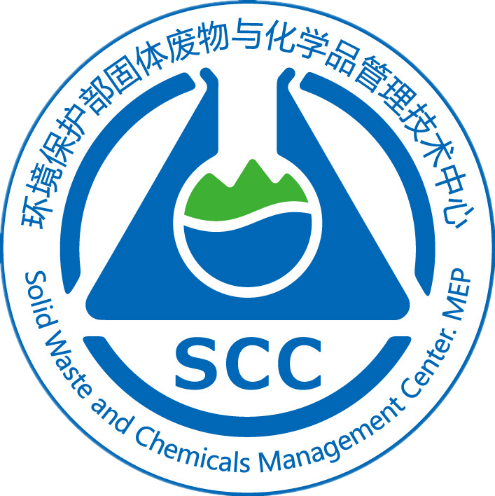 环境保护部固体废物与化学品管理技术中心
SCC
Solid Waste and Chemicals Management Center. MEP